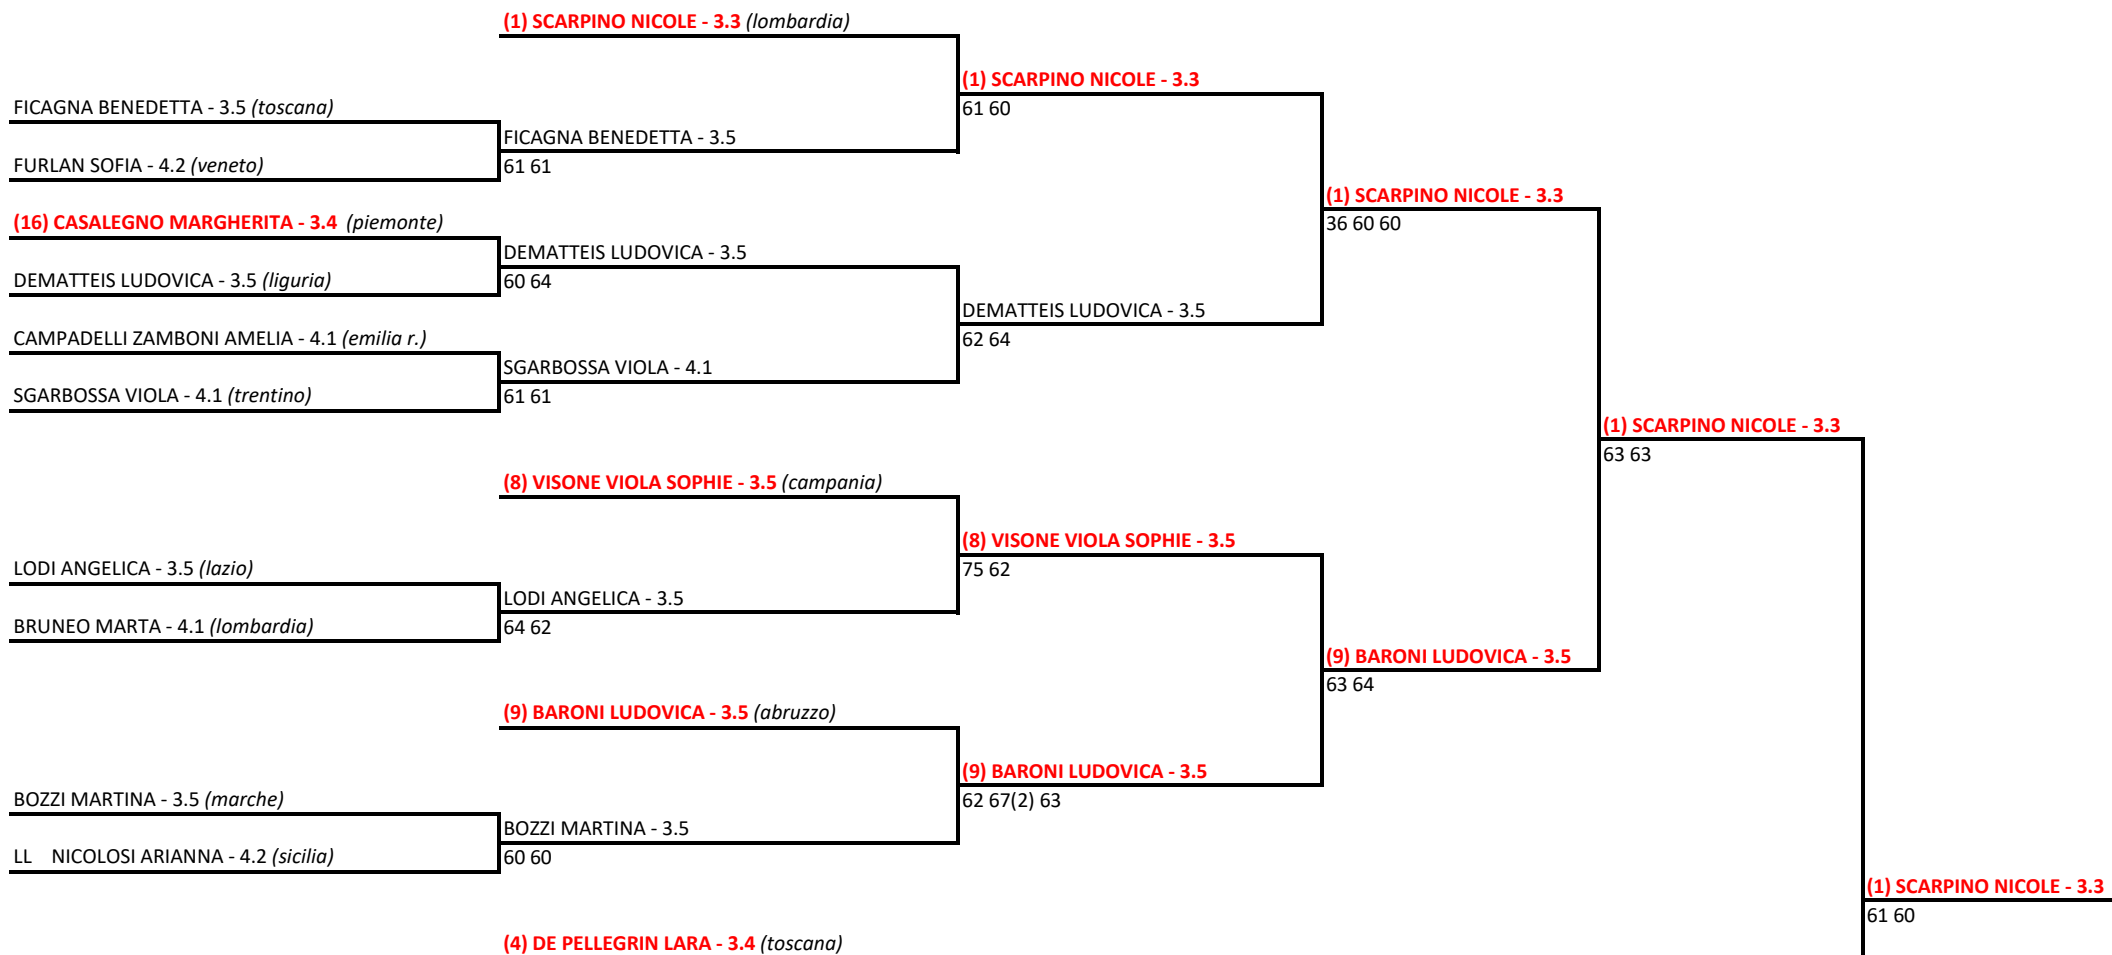 (1) SCARPINO NICOLE - 3.3 (lombardia)
(1) SCARPINO NICOLE - 3.3
FICAGNA BENEDETTA - 3.5 (toscana)
61 60
FICAGNA BENEDETTA - 3.5
FURLAN SOFIA - 4.2 (veneto)
61 61
(1) SCARPINO NICOLE - 3.3
(16) CASALEGNO MARGHERITA - 3.4 (piemonte)
36 60 60
DEMATTEIS LUDOVICA - 3.5
DEMATTEIS LUDOVICA - 3.5 (liguria)
60 64
DEMATTEIS LUDOVICA - 3.5
CAMPADELLI ZAMBONI AMELIA - 4.1 (emilia r.)
62 64
SGARBOSSA VIOLA - 4.1
SGARBOSSA VIOLA - 4.1 (trentino)
61 61
(1) SCARPINO NICOLE - 3.3
63 63
(8) VISONE VIOLA SOPHIE - 3.5 (campania)
(8) VISONE VIOLA SOPHIE - 3.5
LODI ANGELICA - 3.5 (lazio)
75 62
LODI ANGELICA - 3.5
BRUNEO MARTA - 4.1 (lombardia)
64 62
(9) BARONI LUDOVICA - 3.5
63 64
(9) BARONI LUDOVICA - 3.5 (abruzzo)
(9) BARONI LUDOVICA - 3.5
BOZZI MARTINA - 3.5 (marche)
62 67(2) 63
BOZZI MARTINA - 3.5
LL NICOLOSI ARIANNA - 4.2 (sicilia)
60 60
(1) SCARPINO NICOLE - 3.3
61 60
(4) DE PELLEGRIN LARA - 3.4 (toscana)